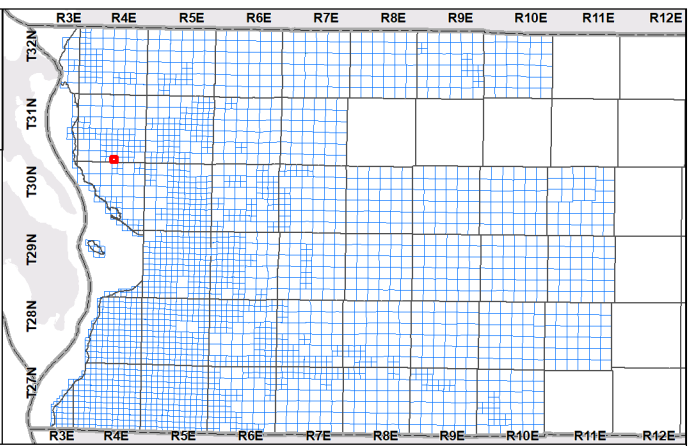 R3E R4E R5E R6E R7E R8E R9E R10E R11E R12E
T32N
T31N
T30N
T29N
T28N
T27N
R3E R4E R5E R6E R7E R8E R9E R10E R11E R12E